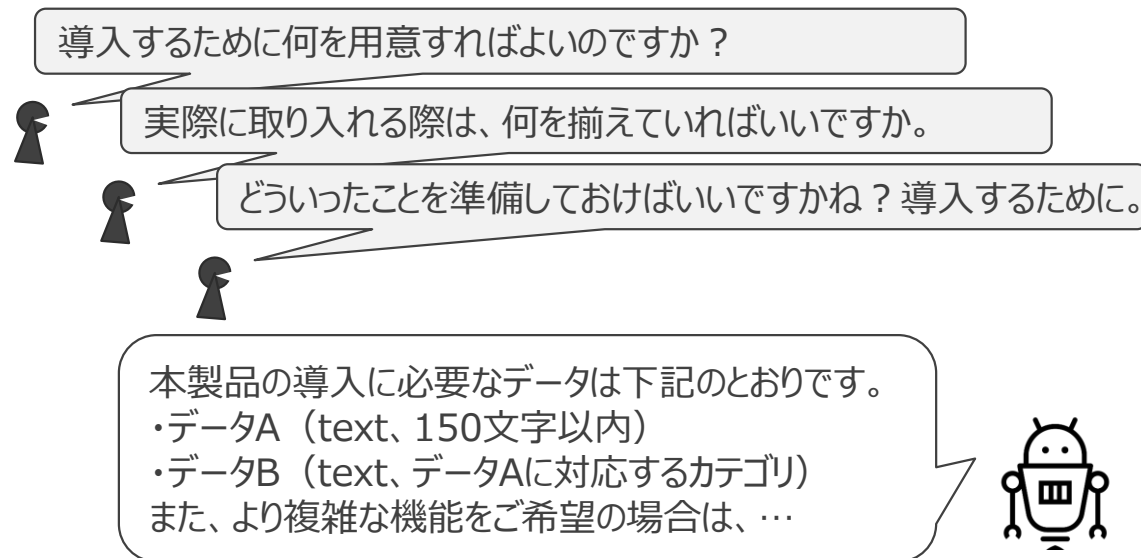 導入するために何を用意すればよいのですか？
実際に取り入れる際は、何を揃えていればいいですか。
どういったことを準備しておけばいいですかね？導入するために。
本製品の導入に必要なデータは下記のとおりです。
・データA（text、150文字以内）
・データB（text、データAに対応するカテゴリ）
また、より複雑な機能をご希望の場合は、…